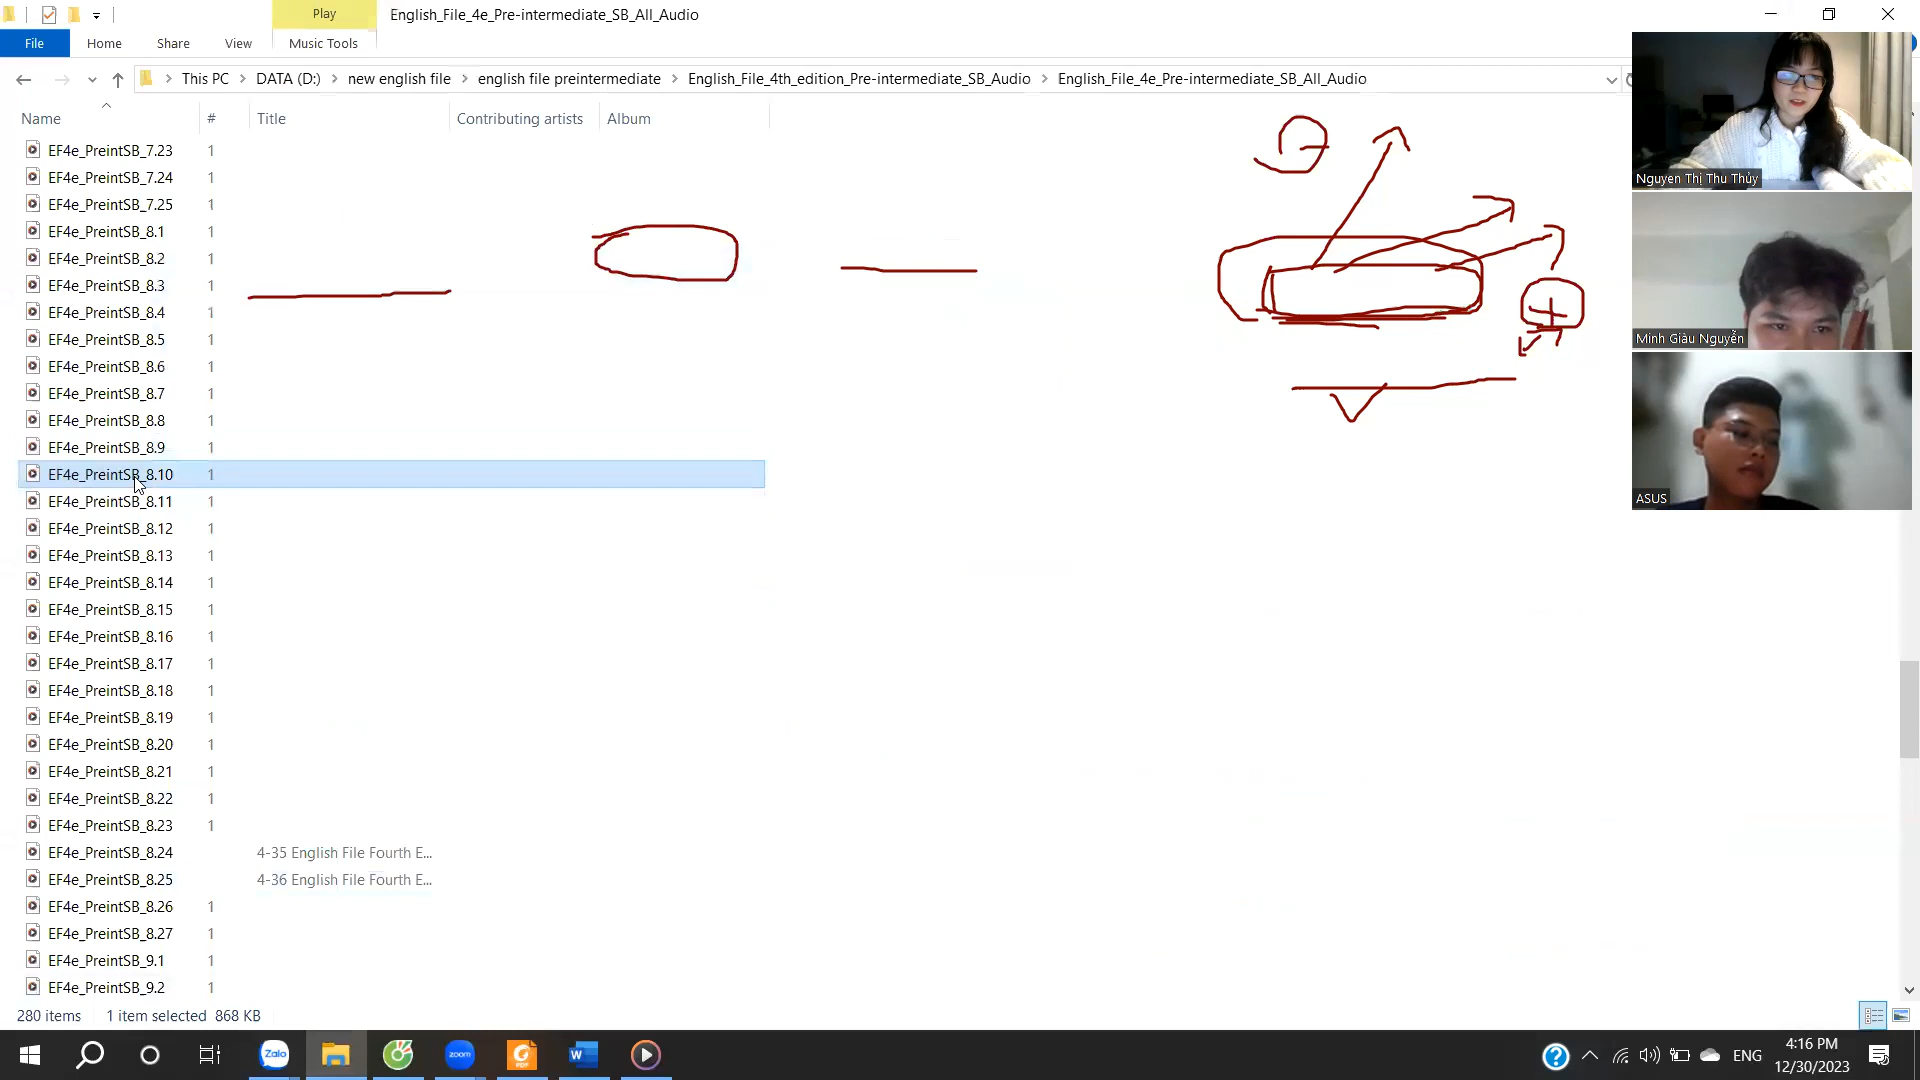 Play English_File_4e_Pre-intermediate_SB_All_Audio
File Home Share View Music Tools
This PC DATA (D:) new english file english file preintermediate English_File_4th_edition_Pre-intermediate_SB_Audio English_File_4e_Pre-intermediate_SB_All_Audio
Name # Title Contributing artists Album
EF4e_PreintSB_7.23 1
EF4e_PreintSB_7.24 1
EF4e_PreintSB_7.25 1
EF4e_PreintSB_8.1 1
EF4e_PreintSB_8.2 1
EF4e_PreintSB_8.3 1
EF4e_PreintSB_8.4 1
EF4e_PreintSB_8.5 1
EF4e_PreintSB_8.6 1
EF4e_PreintSB_8.7 1
EF4e_PreintSB_8.8 1
EF4e_PreintSB_8.9 1
EF4e_PreintSB_8.10 1
EF4e_PreintSB_8.11 1
EF4e_PreintSB_8.12 1
EF4e_PreintSB_8.13 1
EF4e_PreintSB_8.14 1
EF4e_PreintSB_8.15 1
EF4e_PreintSB_8.16 1
EF4e_PreintSB_8.17 1
EF4e_PreintSB_8.18 1
EF4e_PreintSB_8.19 1
EF4e_PreintSB_8.20 1
EF4e_PreintSB_8.21 1
EF4e_PreintSB_8.22 1
EF4e_PreintSB_8.23 1
EF4e_PreintSB_8.24 4-35 English File Fourth E...
EF4e_PreintSB_8.25 4-36 English File Fourth E...
EF4e_PreintSB_8.26 1
EF4e_PreintSB_8.27 1
EF4e_PreintSB_9.1 1
EF4e_PreintSB_9.2 1
280 items 1 item selected 868 KB
Nguyen Thị Thu Thủy
Minh Giàu Nguyễn
ASUS
Zalo
zoom
PDF
W
ENG
4:16 PM
12/30/2023